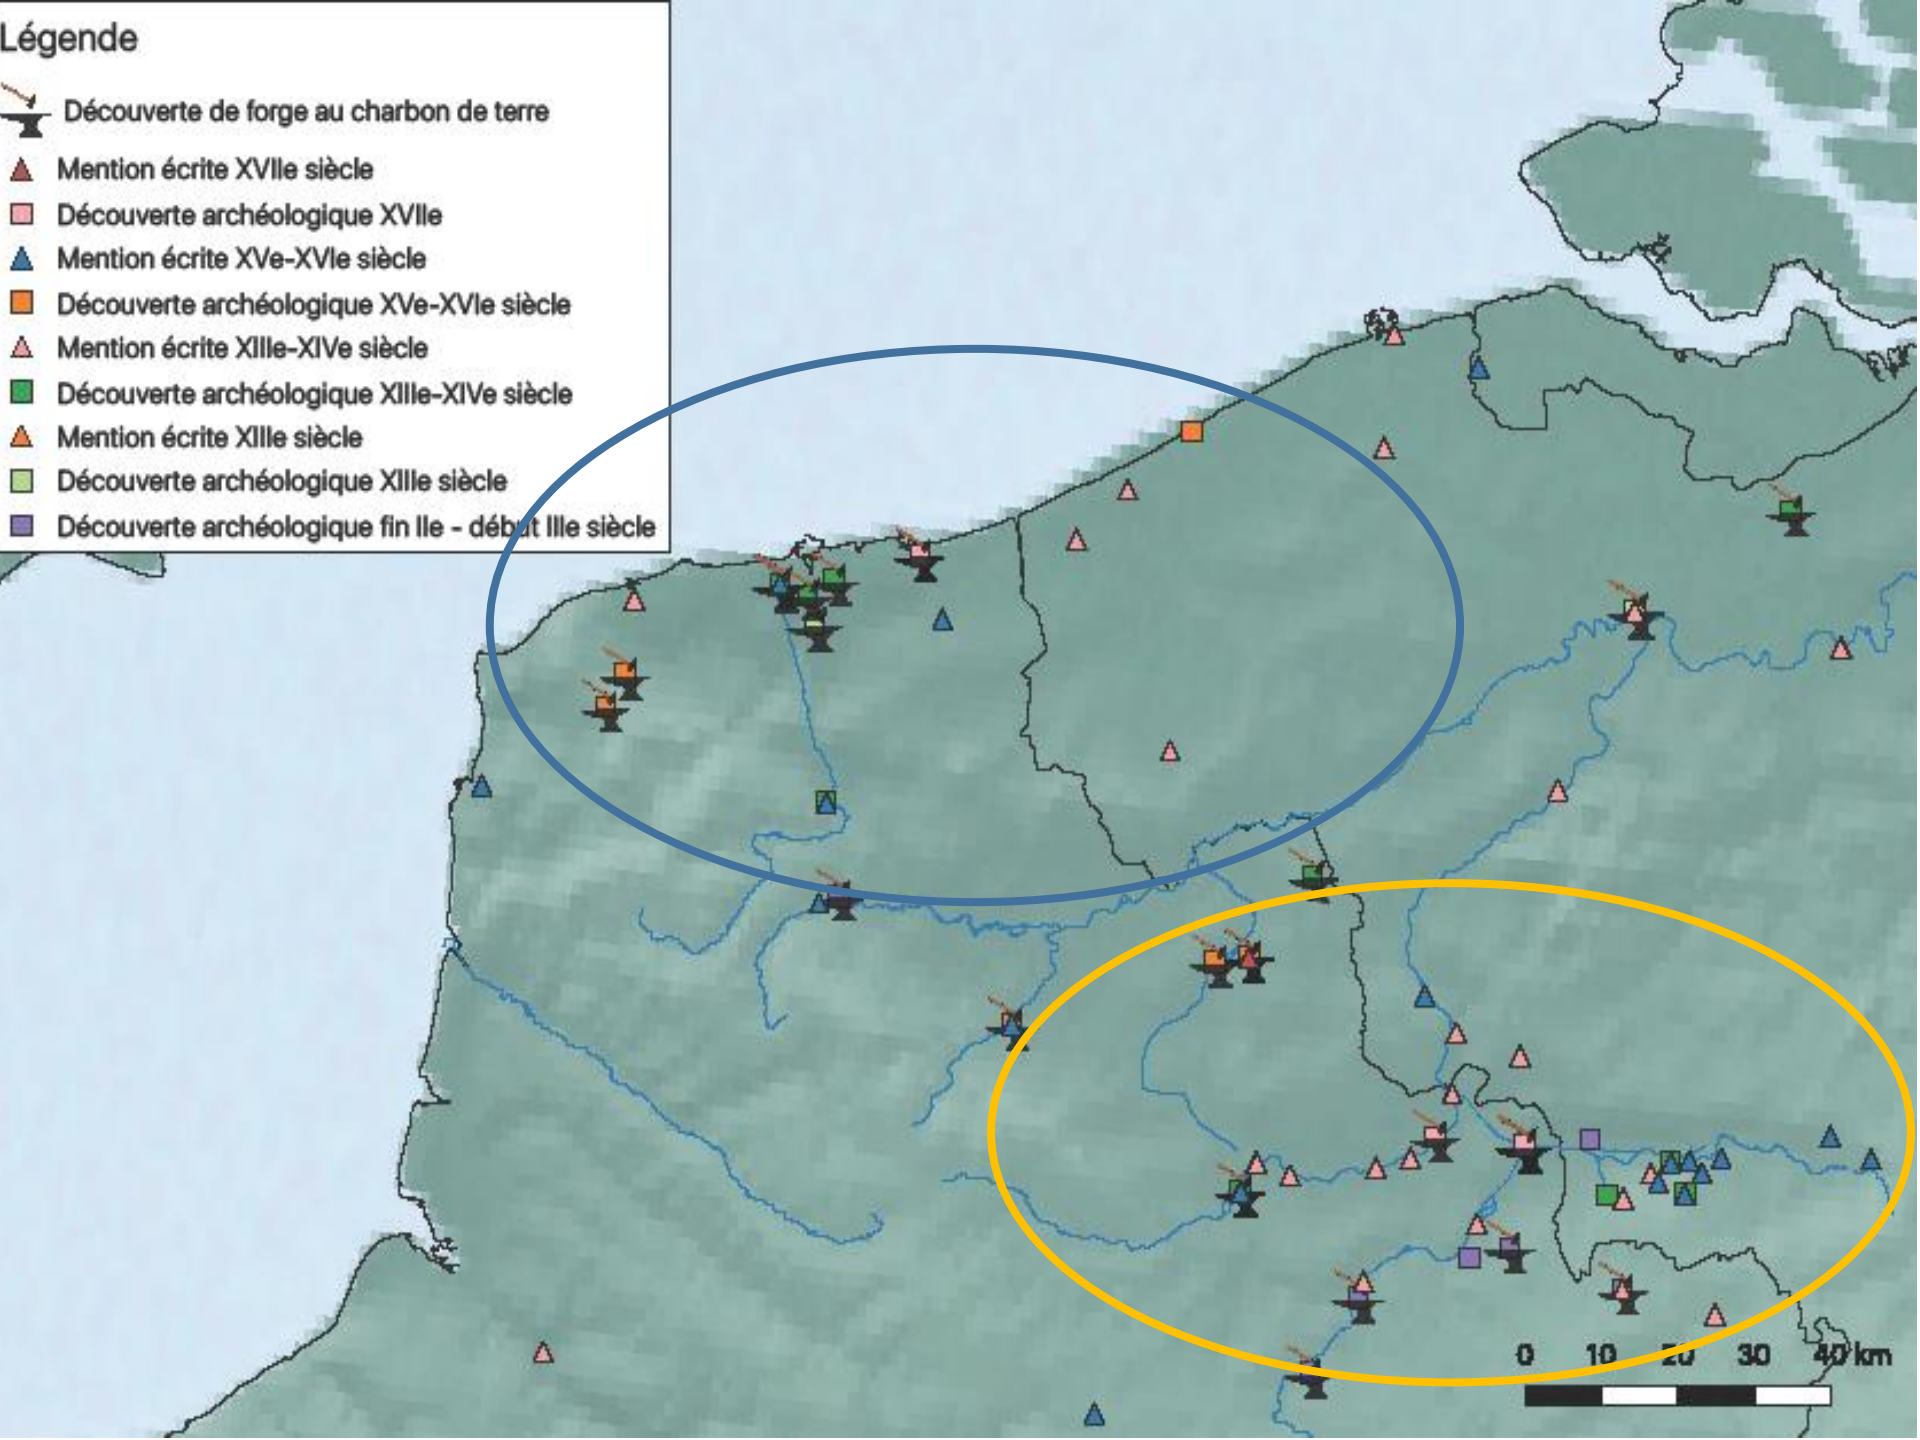 Légende
Découverte de forge au charbon de terre
Mention écrite XVIIe siècle
Découverte archéologique XVIIe
Mention écrite XVe-XVIe siècle
Découverte archéologique XVe-XVIe siècle
Mention écrite XIIIe-XIVe siècle
Découverte archéologique XIIIe-XIVe siècle
Mention écrite XIIIe siècle
Découverte archéologique XIIIe siècle
Découverte archéologique fin IIe - début IIIe siècle
0 10 20 30 40 km